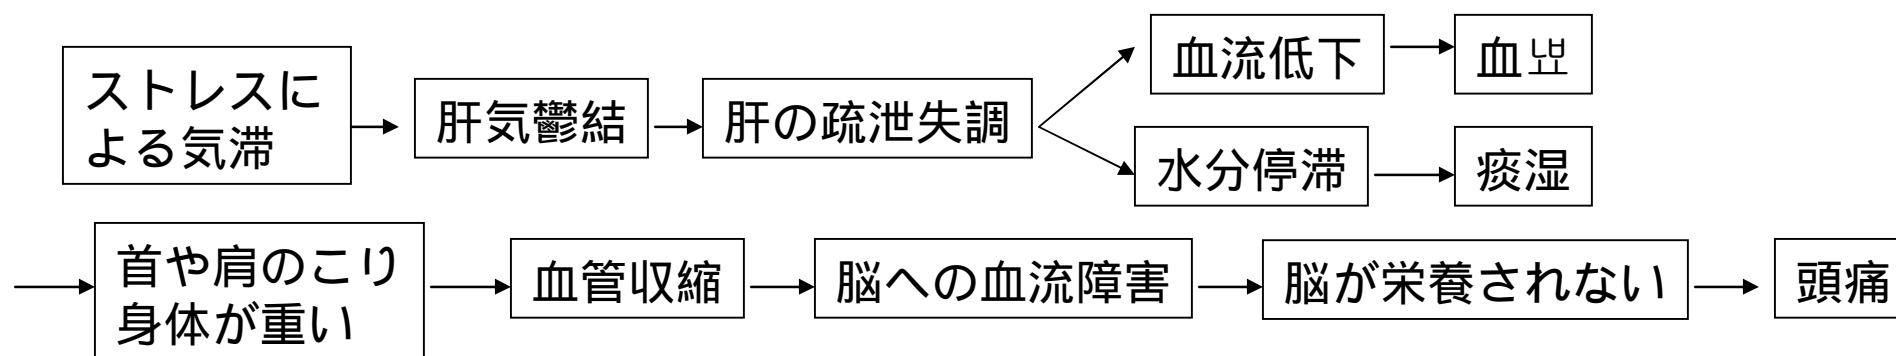 ストレスに
よる気滞
肝気鬱結
肝の疏泄失調
血流低下
血
水分停滞
痰湿
首や肩のこり
身体が重い
血管収縮
脳への血流障害
脳が栄養されない
頭痛